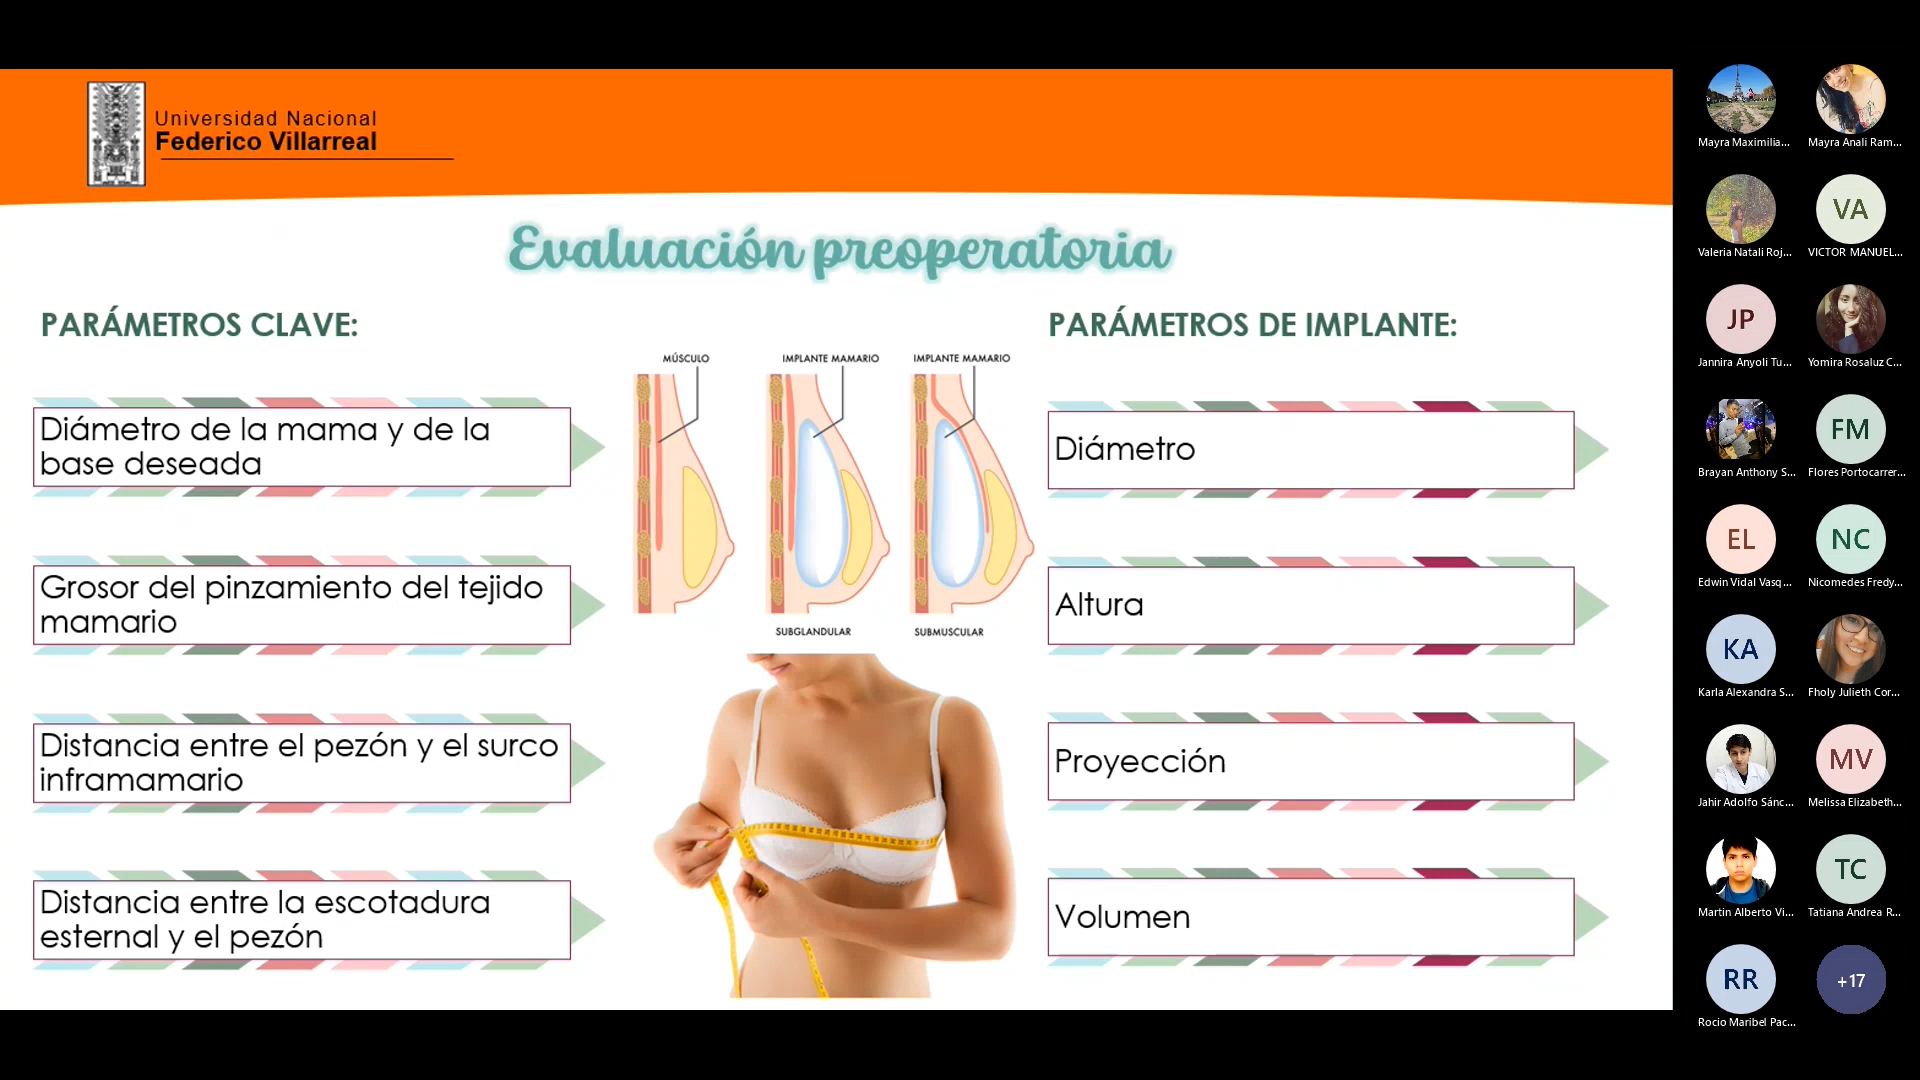 Universidad Nacional
Federico Villarreal
Evaluación preoperatoria
PARÁMETROS CLAVE:
Diámetro de la mama y de la
base deseada
Grosor del pinzamiento del tejido
mamario
Distancia entre el pezón y el surco
inframamario
Distancia entre la escotadura
esternal y el pezón
MÚSCULO
IMPLANTE MAMARIO
IMPLANTE MAMARIO
SUBGLANDULAR
SUBMUSCULAR
PARÁMETROS DE IMPLANTE:
Diámetro
Altura
Proyección
Volumen
Mayra Maximilia...
Mayra Anali Ram...
Valeria Natali Roj...
VA
VICTOR MANUEL...
JP
Jannira Anyoli Tu...
Yomira Rosaluz C...
Brayan Anthony S...
FM
Flores Portocarrer...
EL
Edwin Vidal Vasq...
NC
Nicomedes Fredy...
KA
Karla Alexandra S...
Fholy Julieth Cor...
Jahir Adolfo Sánc...
MV
Melissa Elizabeth...
Martin Alberto Vi...
TC
Tatiana Andrea R...
RR
Rocio Maribel Pac...
+17